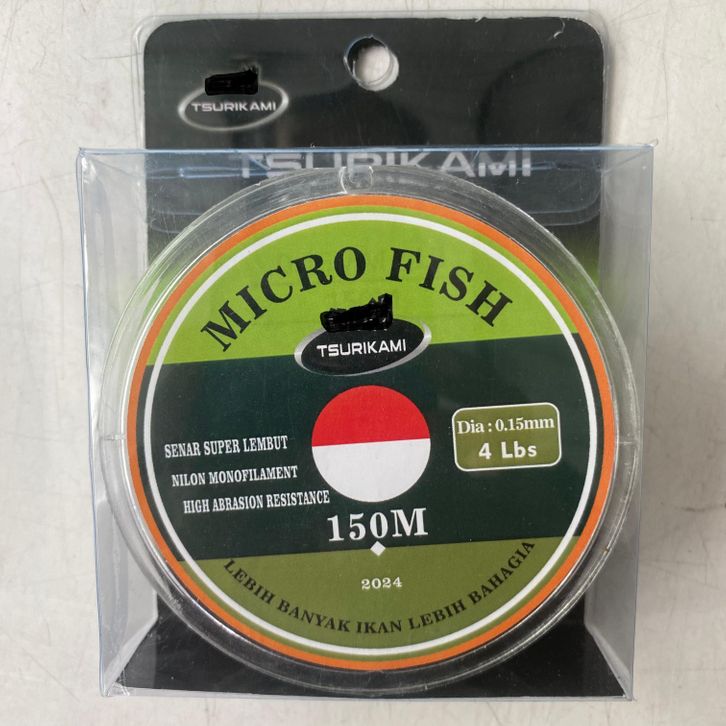 TSURIKAMI
TSURIKAMI
MICRO FISH
TSURIKAMI
SENAR SUPER LEMBUT
NILON MONOFILAMENT
HIGH ABRASION RESISTANCE
Dia : 0.15mm
4 Lbs
150M
2024
LEBIH BANYAK IKAN LEBIH BAHAGIA